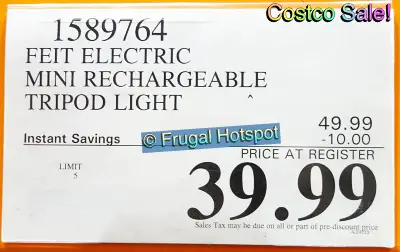 Costco Sale!
1589764
FEIT ELECTRIC
MINI RECHARGEABLE
TRIPOD LIGHT
49.99
Instant Savings -10.00
© Frugal Hotspot
PRICE AT REGISTER
LIMIT
5
39.99
Sales Tax may be due on all or part of pre-discount price